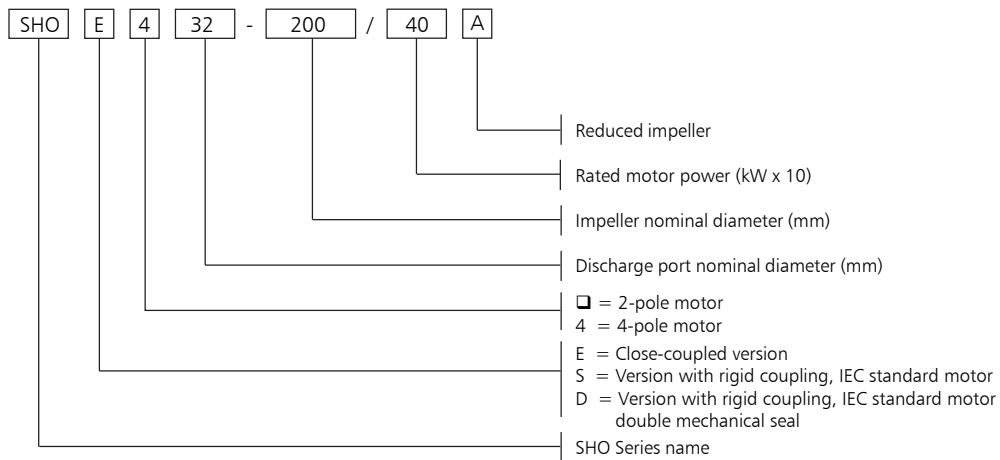 SHO E 4 32 - 200 / 40 A
Reduced impeller
Rated motor power (kW x 10)
Impeller nominal diameter (mm)
Discharge port nominal diameter (mm)
❑ = 2-pole motor
4 = 4-pole motor
E = Close-coupled version
S = Version with rigid coupling, IEC standard motor
D = Version with rigid coupling, IEC standard motor
double mechanical seal
SHO Series name